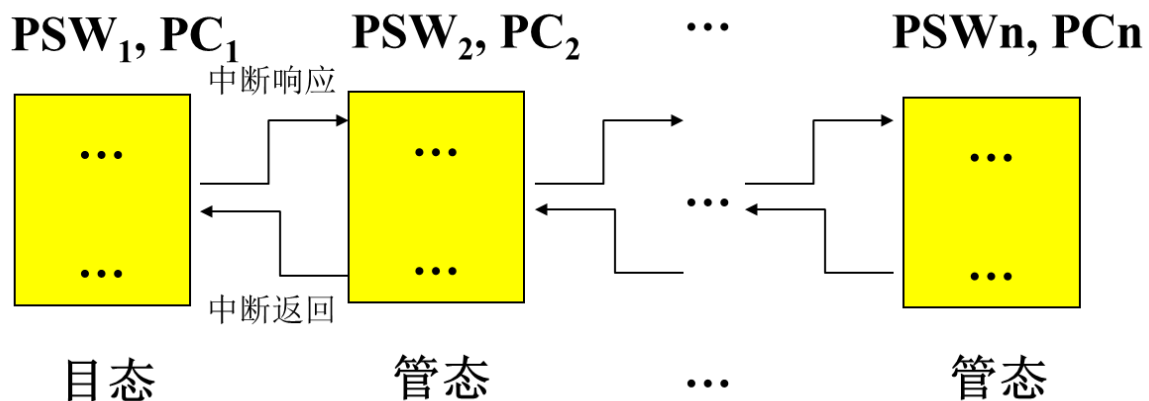 PSW₁, PC₁ PSW₂, PC₂ ... PSWn, PCn
中断响应
... ... ...
...
... ... ...
中断返回
目态 管态 ... 管态